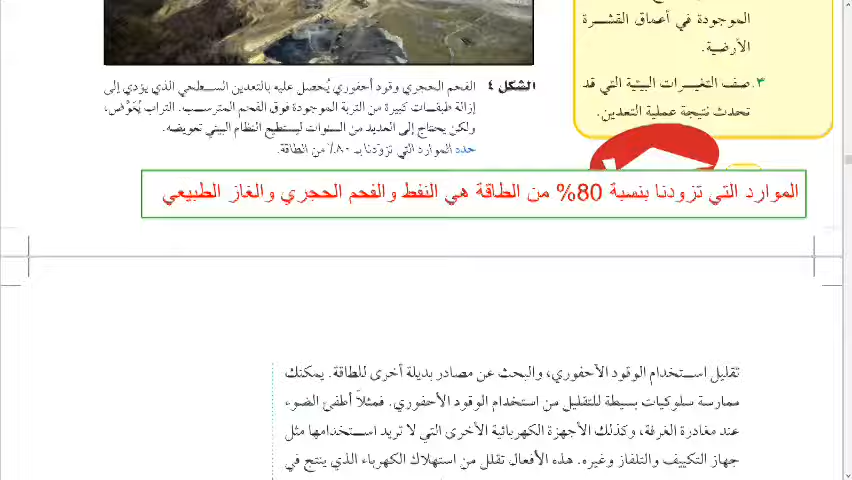 الموجودة في أعماق القشرة
الأرضية.
٣. صف التغيرات البيئية التي قد
تحدث نتيجة عملية التعدين.
الشكل ٤ الفحم الحجري وقود أحفوري يُحصل عليه بالتعدين السطحي الذي يؤدي إلى
إزالة طبقات كبيرة من التربة الموجودة فوق الفحم المترسب. التراب يُعَوَّض،
ولكن يحتاج إلى العديد من السنوات ليستطيع النظام البيئي تعويضه.
حدد الموارد التي تزوّدنا بـ ٨٠٪ من الطاقة.
الموارد التي تزودنا بنسبة 80% من الطاقة هي النفط والفحم الحجري والغاز الطبيعي
تقليل استخدام الوقود الأحفوري، والبحث عن مصادر بديلة أخرى للطاقة. يمكنك
ممارسة سلوكيات بسيطة للتقليل من استخدام الوقود الأحفوري. فمثلاً أطفئ الضوء
عند مغادرة الغرفة، وكذلك الأجهزة الكهربائية الأخرى التي لا تريد استخدامها مثل
جهاز التكييف والتلفاز وغيره. هذه الأفعال تقلل من استهلاك الكهرباء الذي ينتج في